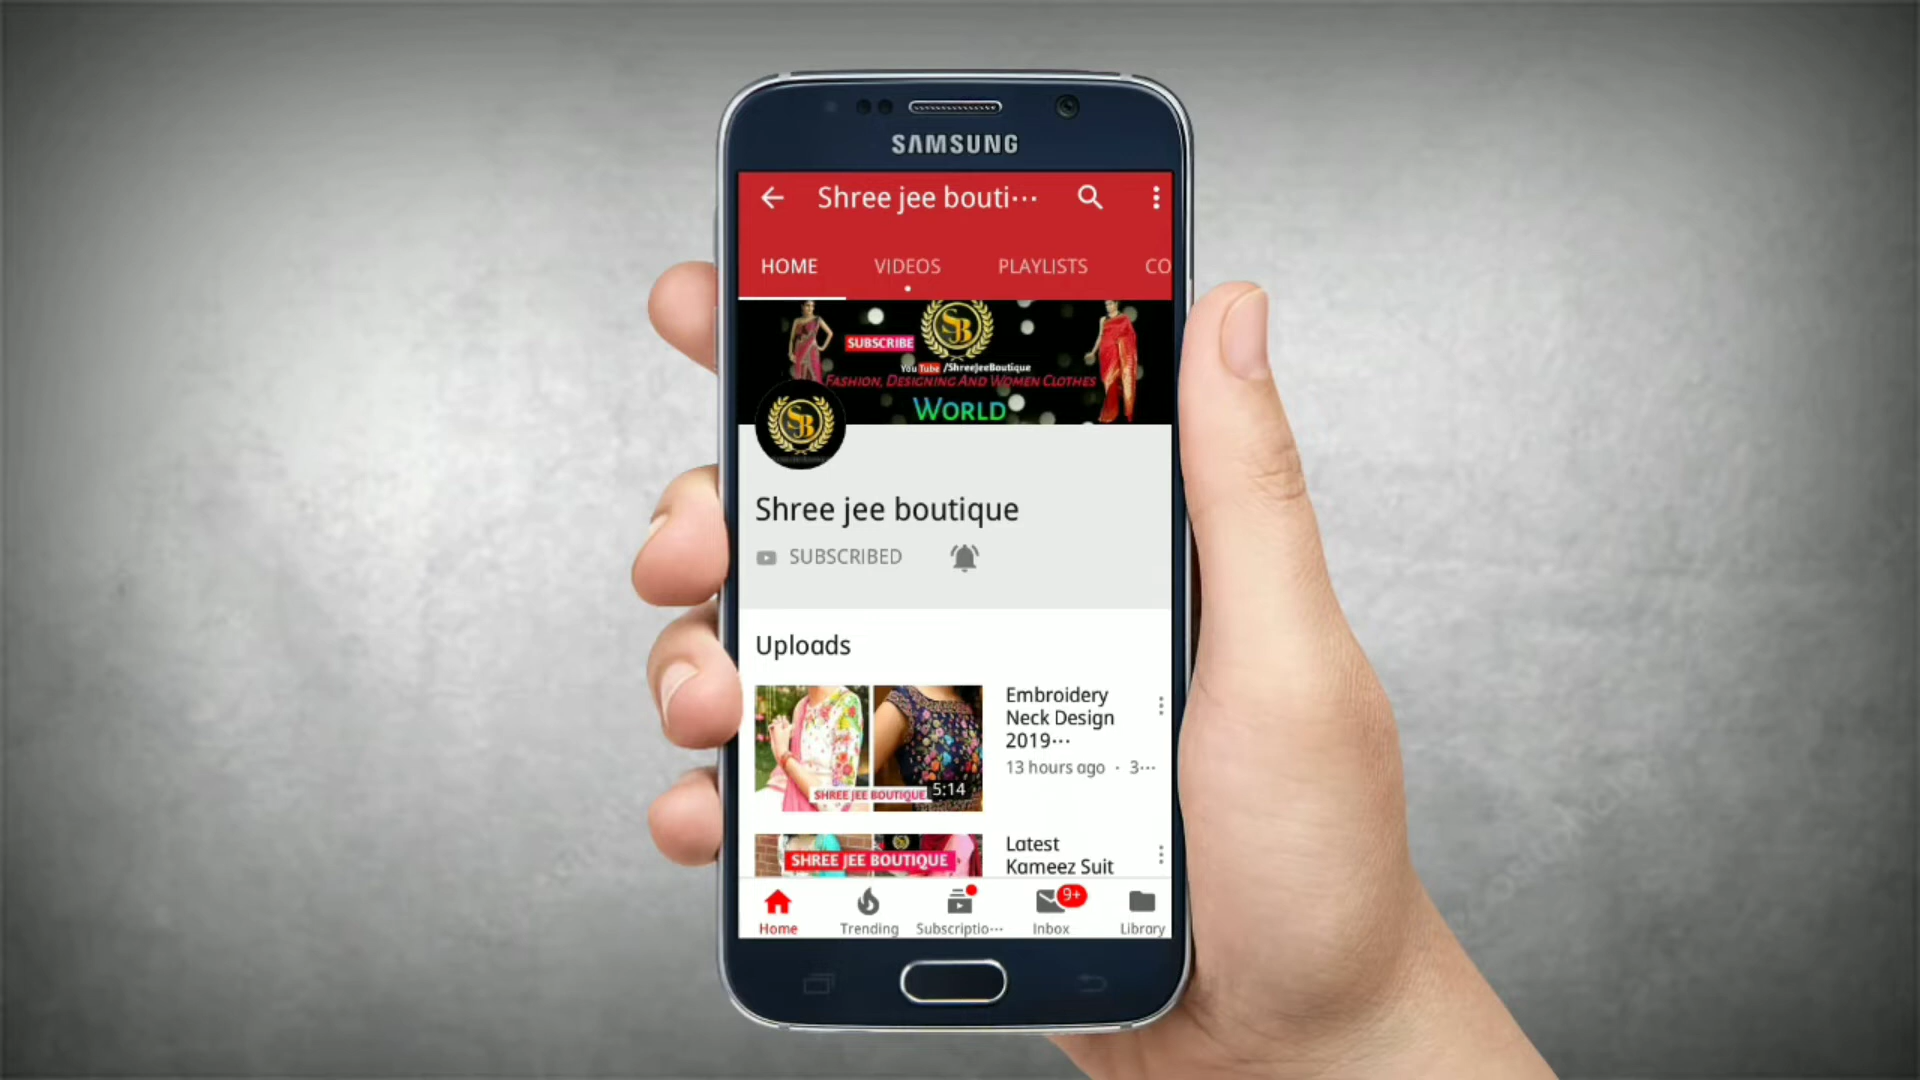 SAMSUNG
Shree jee bouti···
HOME VIDEOS PLAYLISTS CO
SB
SUBSCRIBE
You Tube /ShreejeeBoutique
FASHION, DESIGNING AND WOMEN CLOTHES
WORLD
SB
Shree jee boutique
SUBSCRIBED
Uploads
Embroidery
Neck Design
2019···
13 hours ago · 3···
SHREE JEE BOUTIQUE
5:14
Latest
Kameez Suit
SHREE JEE BOUTIQUE
9+
Home Trending Subscriptio··· Inbox Library